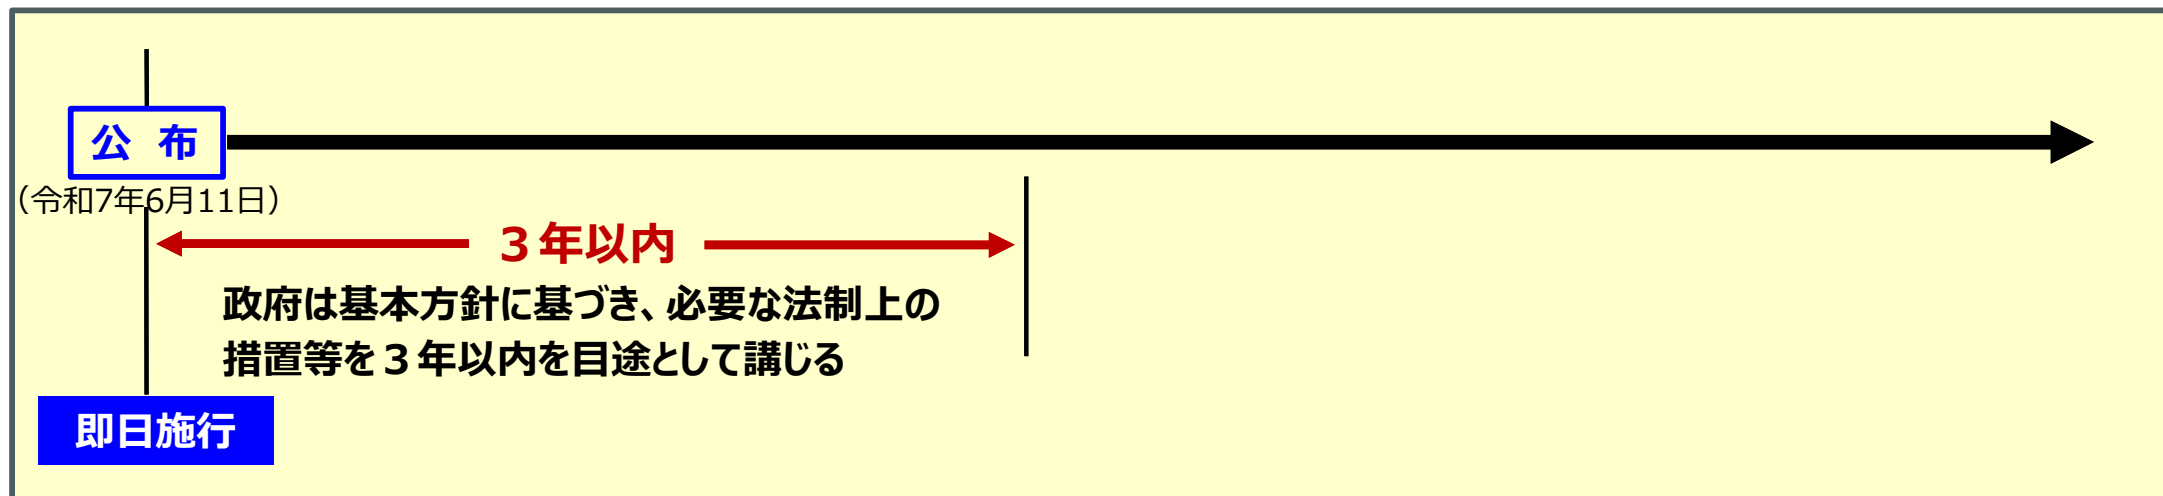 公 布
（令和7年6月11日）
３年以内
政府は基本方針に基づき、必要な法制上の
措置等を３年以内を目途として講じる
即日施行